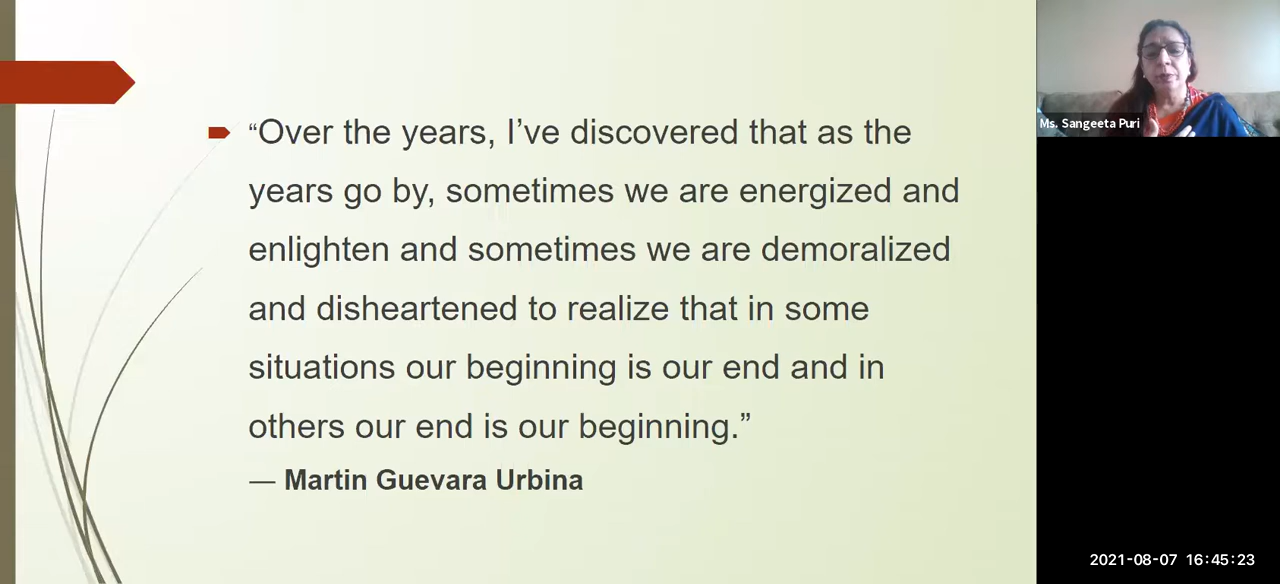 “Over the years, I’ve discovered that as the
years go by, sometimes we are energized and
enlighten and sometimes we are demoralized
and disheartened to realize that in some
situations our beginning is our end and in
others our end is our beginning.”
— Martin Guevara Urbina
Ms. Sangeeta Puri
2021-08-07 16:45:23